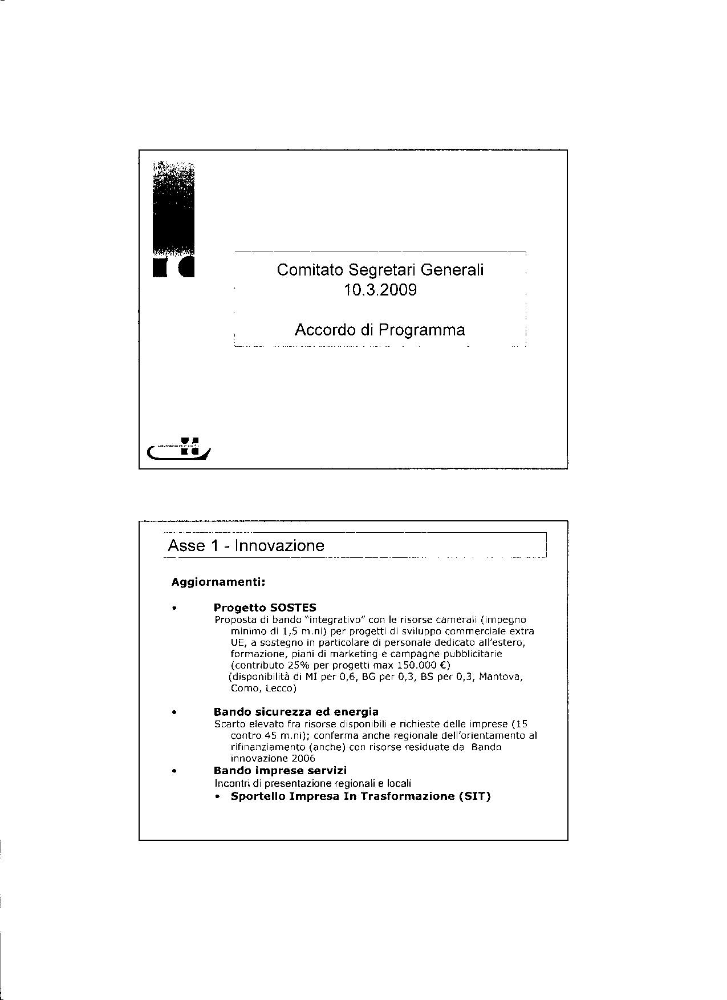 Comitato Segretari Generali
10.3.2009
Accordo di Programma
Asse 1 - Innovazione
Aggiornamenti:
• Progetto SOSTES
Proposta di bando “integrativo” con le risorse camerali (impegno
minimo di 1,5 m.ni) per progetti di sviluppo commerciale extra
UE, a sostegno in particolare di personale dedicato all'estero,
formazione, piani di marketing e campagne pubblicitarie
(contributo 25% per progetti max 150.000 €)
(disponibilità di MI per 0,6, BG per 0,3, BS per 0,3, Mantova,
Como, Lecco)
• Bando sicurezza ed energia
Scarto elevato fra risorse disponibili e richieste delle imprese (15
contro 45 m.ni); conferma anche regionale dell'orientamento al
rifinanziamento (anche) con risorse residuate da Bando
innovazione 2006
• Bando imprese servizi
Incontri di presentazione regionali e locali
• Sportello Impresa In Trasformazione (SIT)